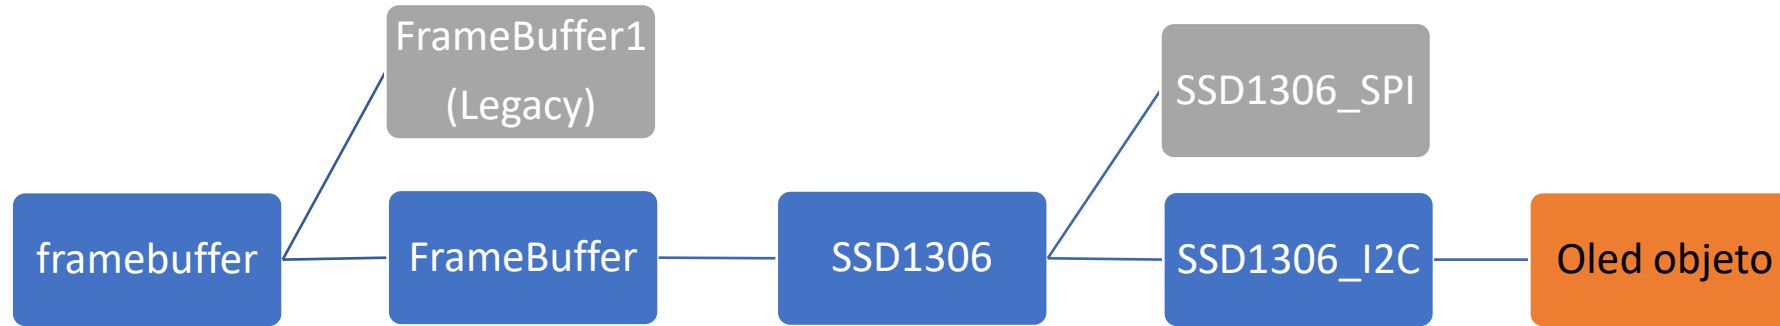 FrameBuffer1
(Legacy)
SSD1306_SPI
framebuffer
FrameBuffer
SSD1306
SSD1306_I2C
Oled objeto